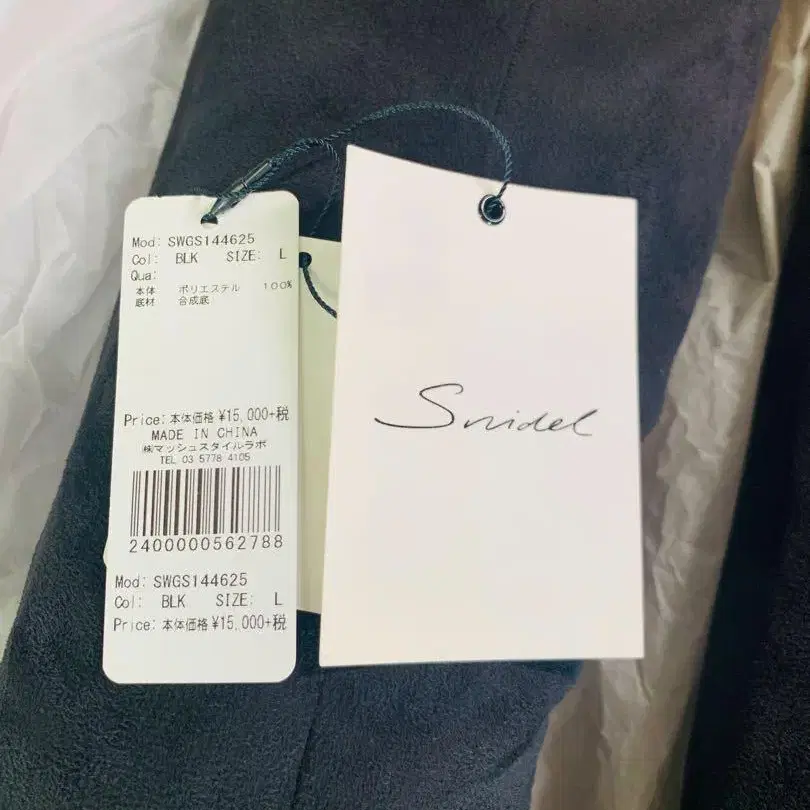 Mod: SWGS144625
Col: BLK SIZE: L
Qua:
本体 ポリエステル 100%
底材 合成底
Price: 本体価格 ¥15,000+税
MADE IN CHINA
㈱マッシュスタイルラボ
TEL 03 5778 4105
2400000562788
Mod: SWGS144625
Col: BLK SIZE: L
Price: 本体価格 ¥15,000+税
Snidel